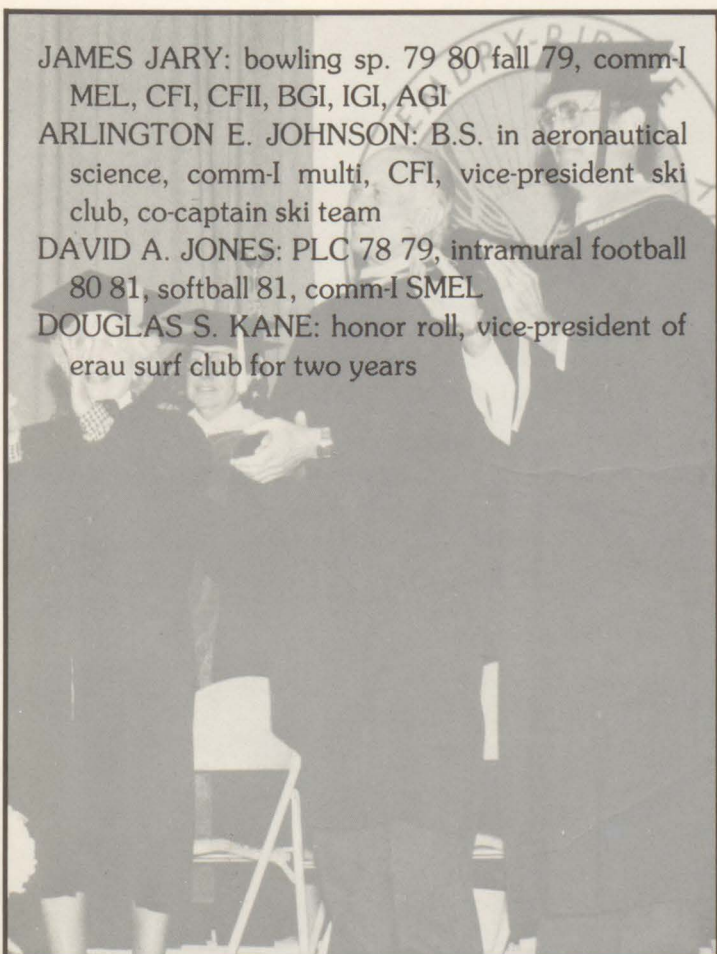 JAMES JARY: bowling sp. 79 80 fall 79, comm-I
MEL, CFI, CFII, BGI, IGI, AGI
ARLINGTON E. JOHNSON: B.S. in aeronautical
science, comm-I multi, CFI, vice-president ski
club, co-captain ski team
DAVID A. JONES: PLC 78 79, intramural football
80 81, softball 81, comm-I SMEL
DOUGLAS S. KANE: honor roll, vice-president of
erau surf club for two years
EMBRY-RIDDLE